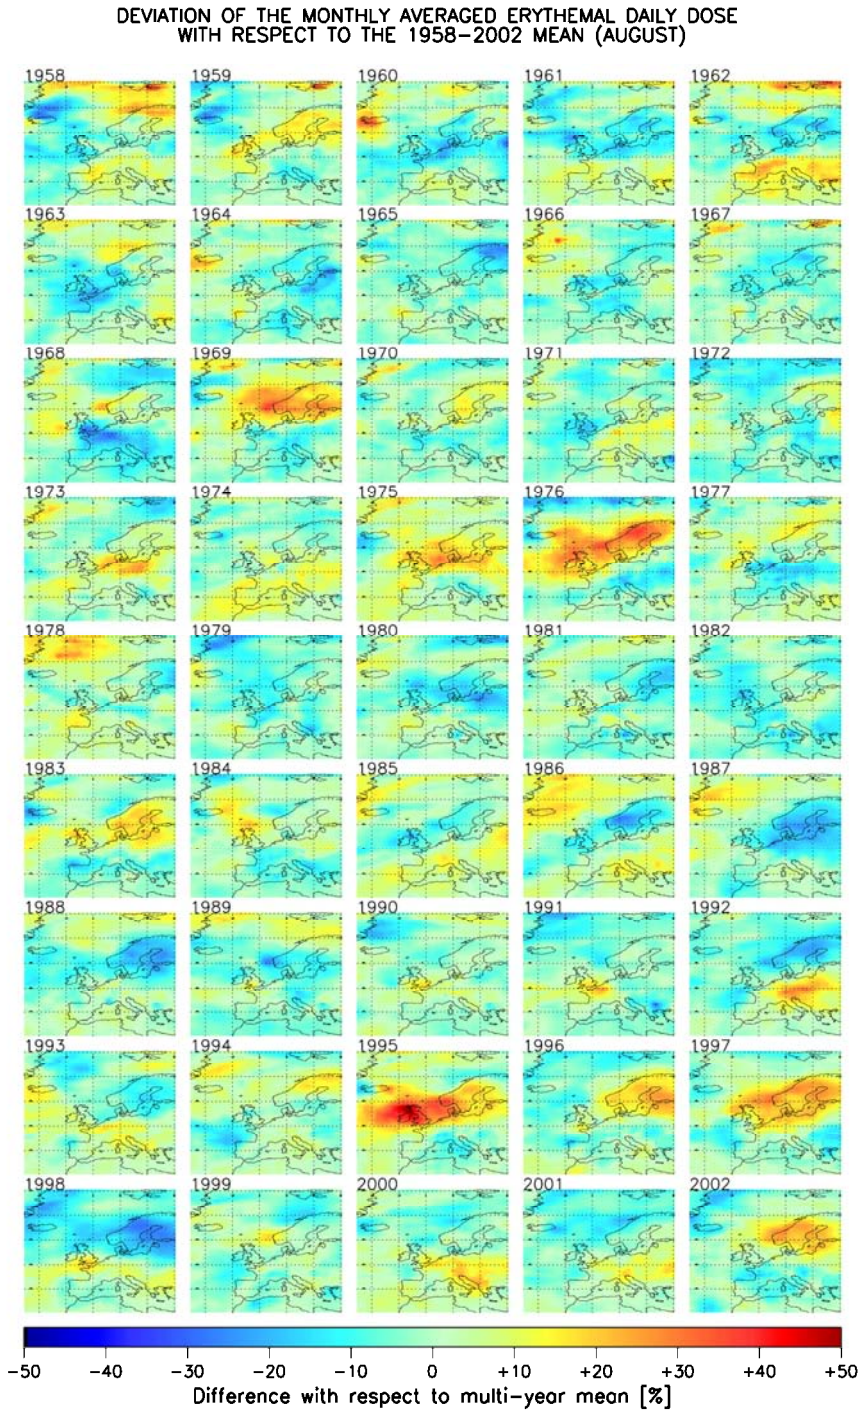 DEVIATION OF THE MONTHLY AVERAGED ERYTHEMAL DAILY DOSE
WITH RESPECT TO THE 1958-2002 MEAN (AUGUST)
1958 1959 1960 1961 1962
1963 1964 1965 1966 1967
1968 1969 1970 1971 1972
1973 1974 1975 1976 1977
1978 1979 1980 1981 1982
1983 1984 1985 1986 1987
1988 1989 1990 1991 1992
1993 1994 1995 1996 1997
1998 1999 2000 2001 2002
-50 -40 -30 -20 -10 0 +10 +20 +30 +40 +50
Difference with respect to multi-year mean [%]